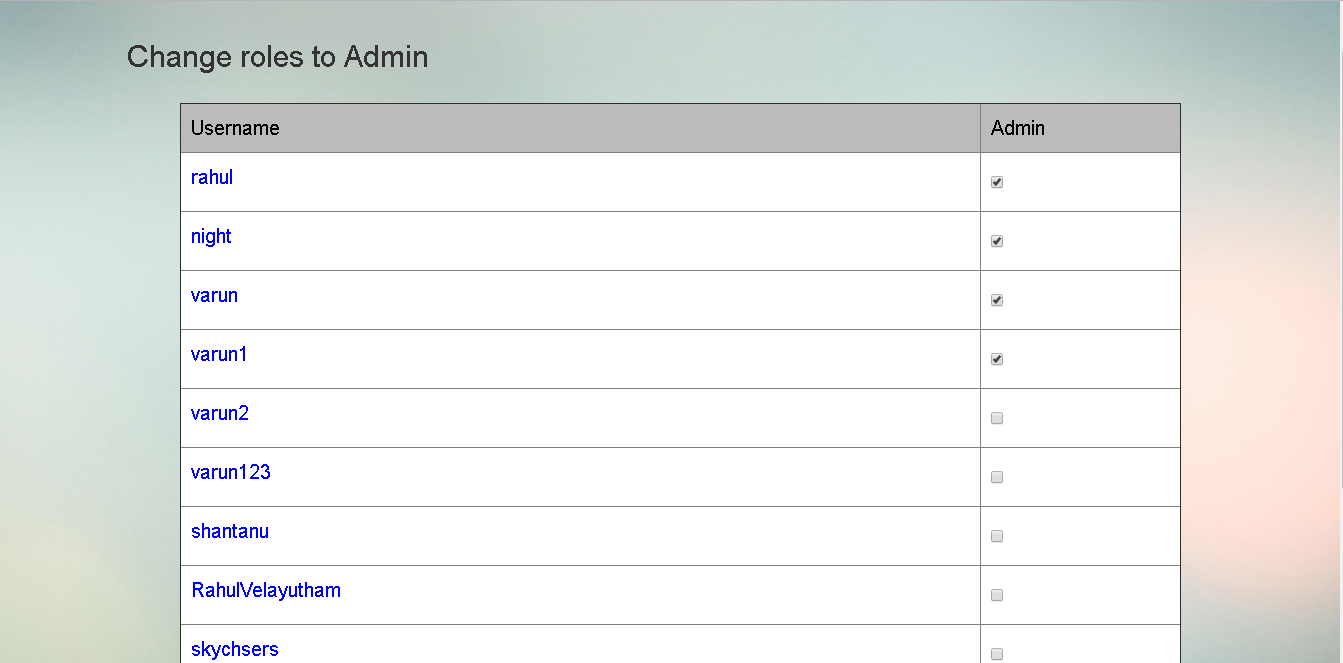 Change roles to Admin
Username Admin
rahul
night
varun
varun1
varun2
varun123
shantanu
RahulVelayutham
skychsers